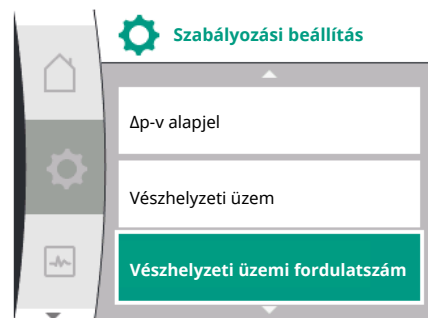 Szabályozási beállítás
Δp-v alapjel
Vészhelyzeti üzem
Vészhelyzeti üzemi fordulatszám